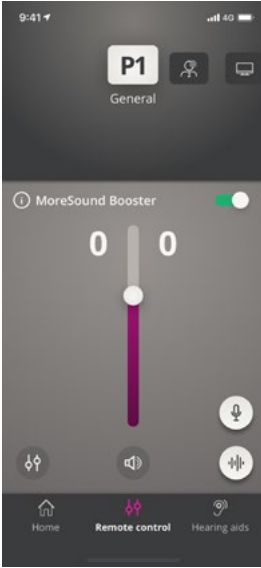 9:41 4G
P1
General
MoreSound Booster
0 0
Home Remote control Hearing aids